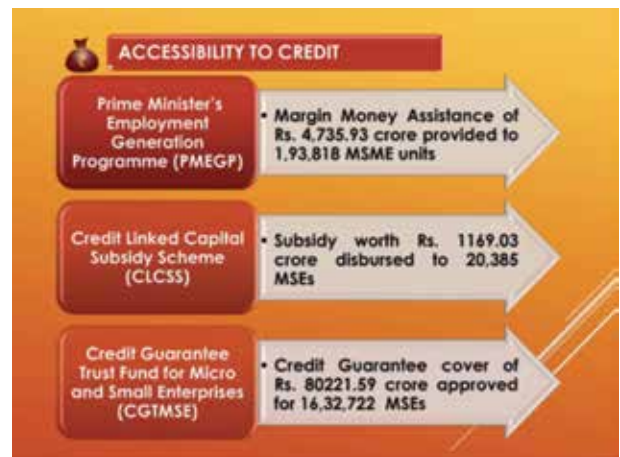 ACCESSIBILITY TO CREDIT
Prime Minister's
Employment
Generation
Programme (PMEGP)
• Margin Money Assistance of
Rs. 4,735.93 crore provided to
1,93,818 MSME units
Credit Linked Capital
Subsidy Scheme
(CLCSS)
• Subsidy worth Rs. 1169.03
crore disbursed to 20,385
MSEs
Credit Guarantee
Trust Fund for Micro
and Small Enterprises
(CGTMSE)
• Credit Guarantee cover of
Rs. 80221.59 crore approved
for 16,32,722 MSEs